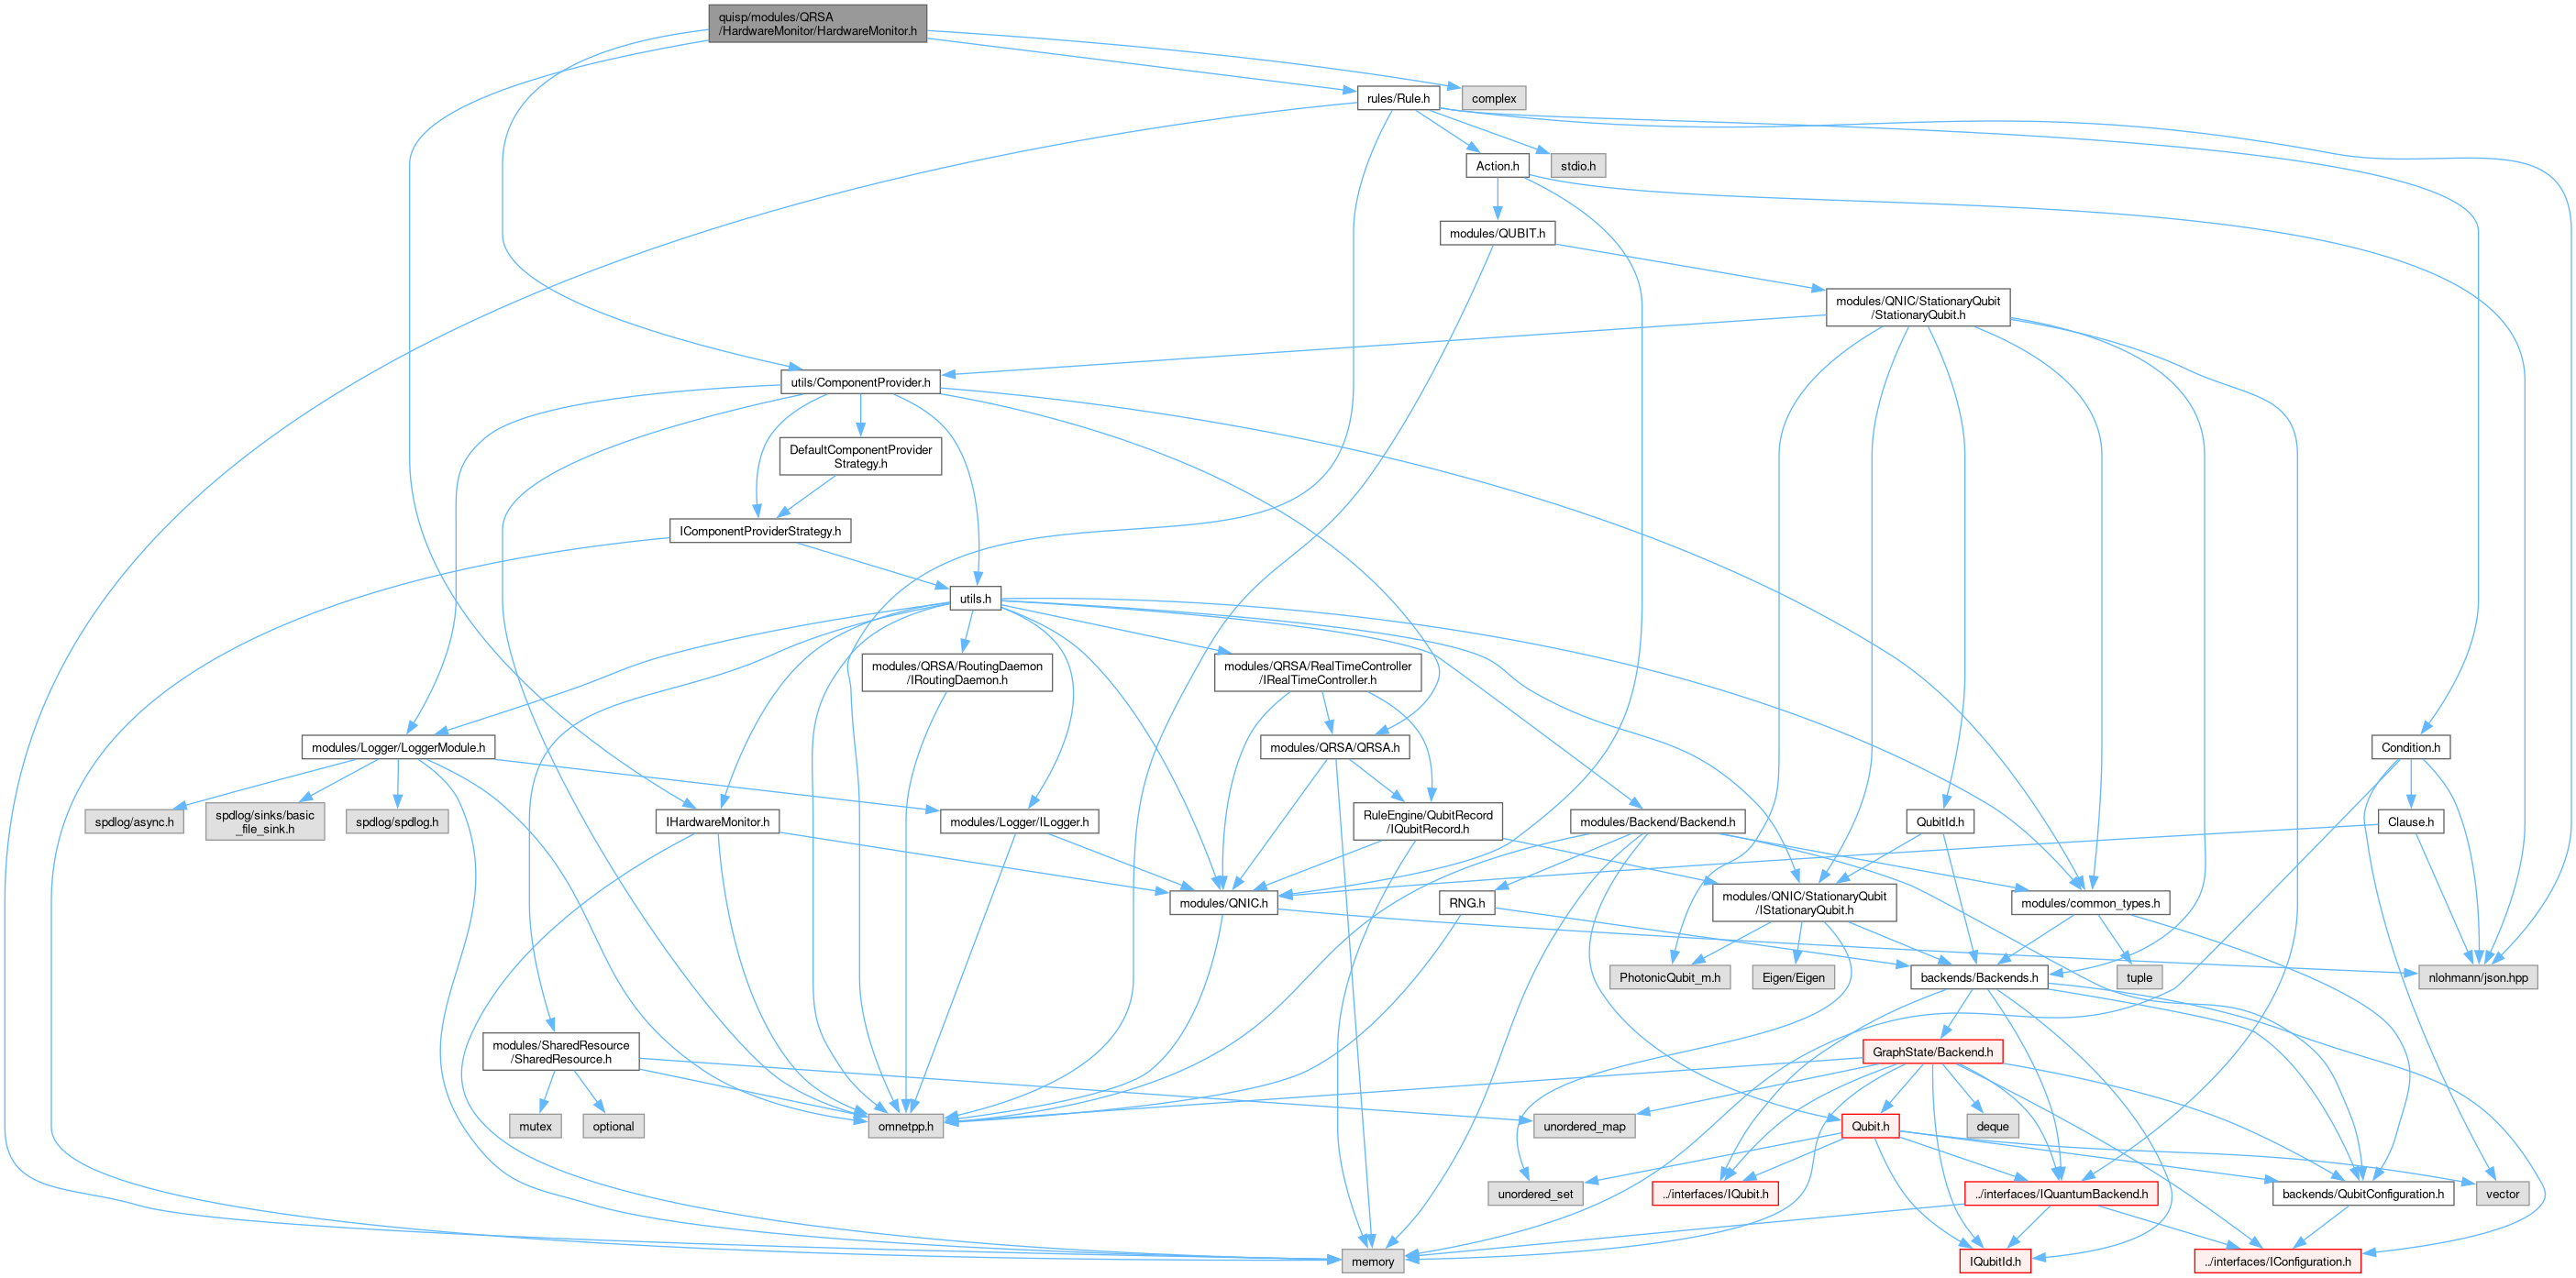 quisp/modules/QRSA
/HardwareMonitor/HardwareMonitor.h
rules/Rule.h
complex
Action.h
stdio.h
modules/QUBIT.h
modules/QNIC/StationaryQubit
/StationaryQubit.h
utils/ComponentProvider.h
DefaultComponentProvider
Strategy.h
IComponentProviderStrategy.h
utils.h
modules/QRSA/RoutingDaemon
/IRoutingDaemon.h
modules/QRSA/RealTimeController
/IRealTimeController.h
modules/Logger/LoggerModule.h
modules/QRSA/QRSA.h
Condition.h
spdlog/async.h
spdlog/sinks/basic
_file_sink.h
spdlog/spdlog.h
IHardwareMonitor.h
modules/Logger/ILogger.h
RuleEngine/QubitRecord
/IQubitRecord.h
modules/Backend/Backend.h
QubitId.h
Clause.h
modules/QNIC.h
RNG.h
modules/QNIC/StationaryQubit
/IStationaryQubit.h
modules/common_types.h
PhotonicQubit_m.h
Eigen/Eigen
backends/Backends.h
tuple
nlohmann/json.hpp
modules/SharedResource
/SharedResource.h
GraphState/Backend.h
mutex
optional
omnetpp.h
unordered_map
Qubit.h
deque
unordered_set
../interfaces/IQubit.h
../interfaces/IQuantumBackend.h
backends/QubitConfiguration.h
vector
memory
IQubitId.h
../interfaces/IConfiguration.h